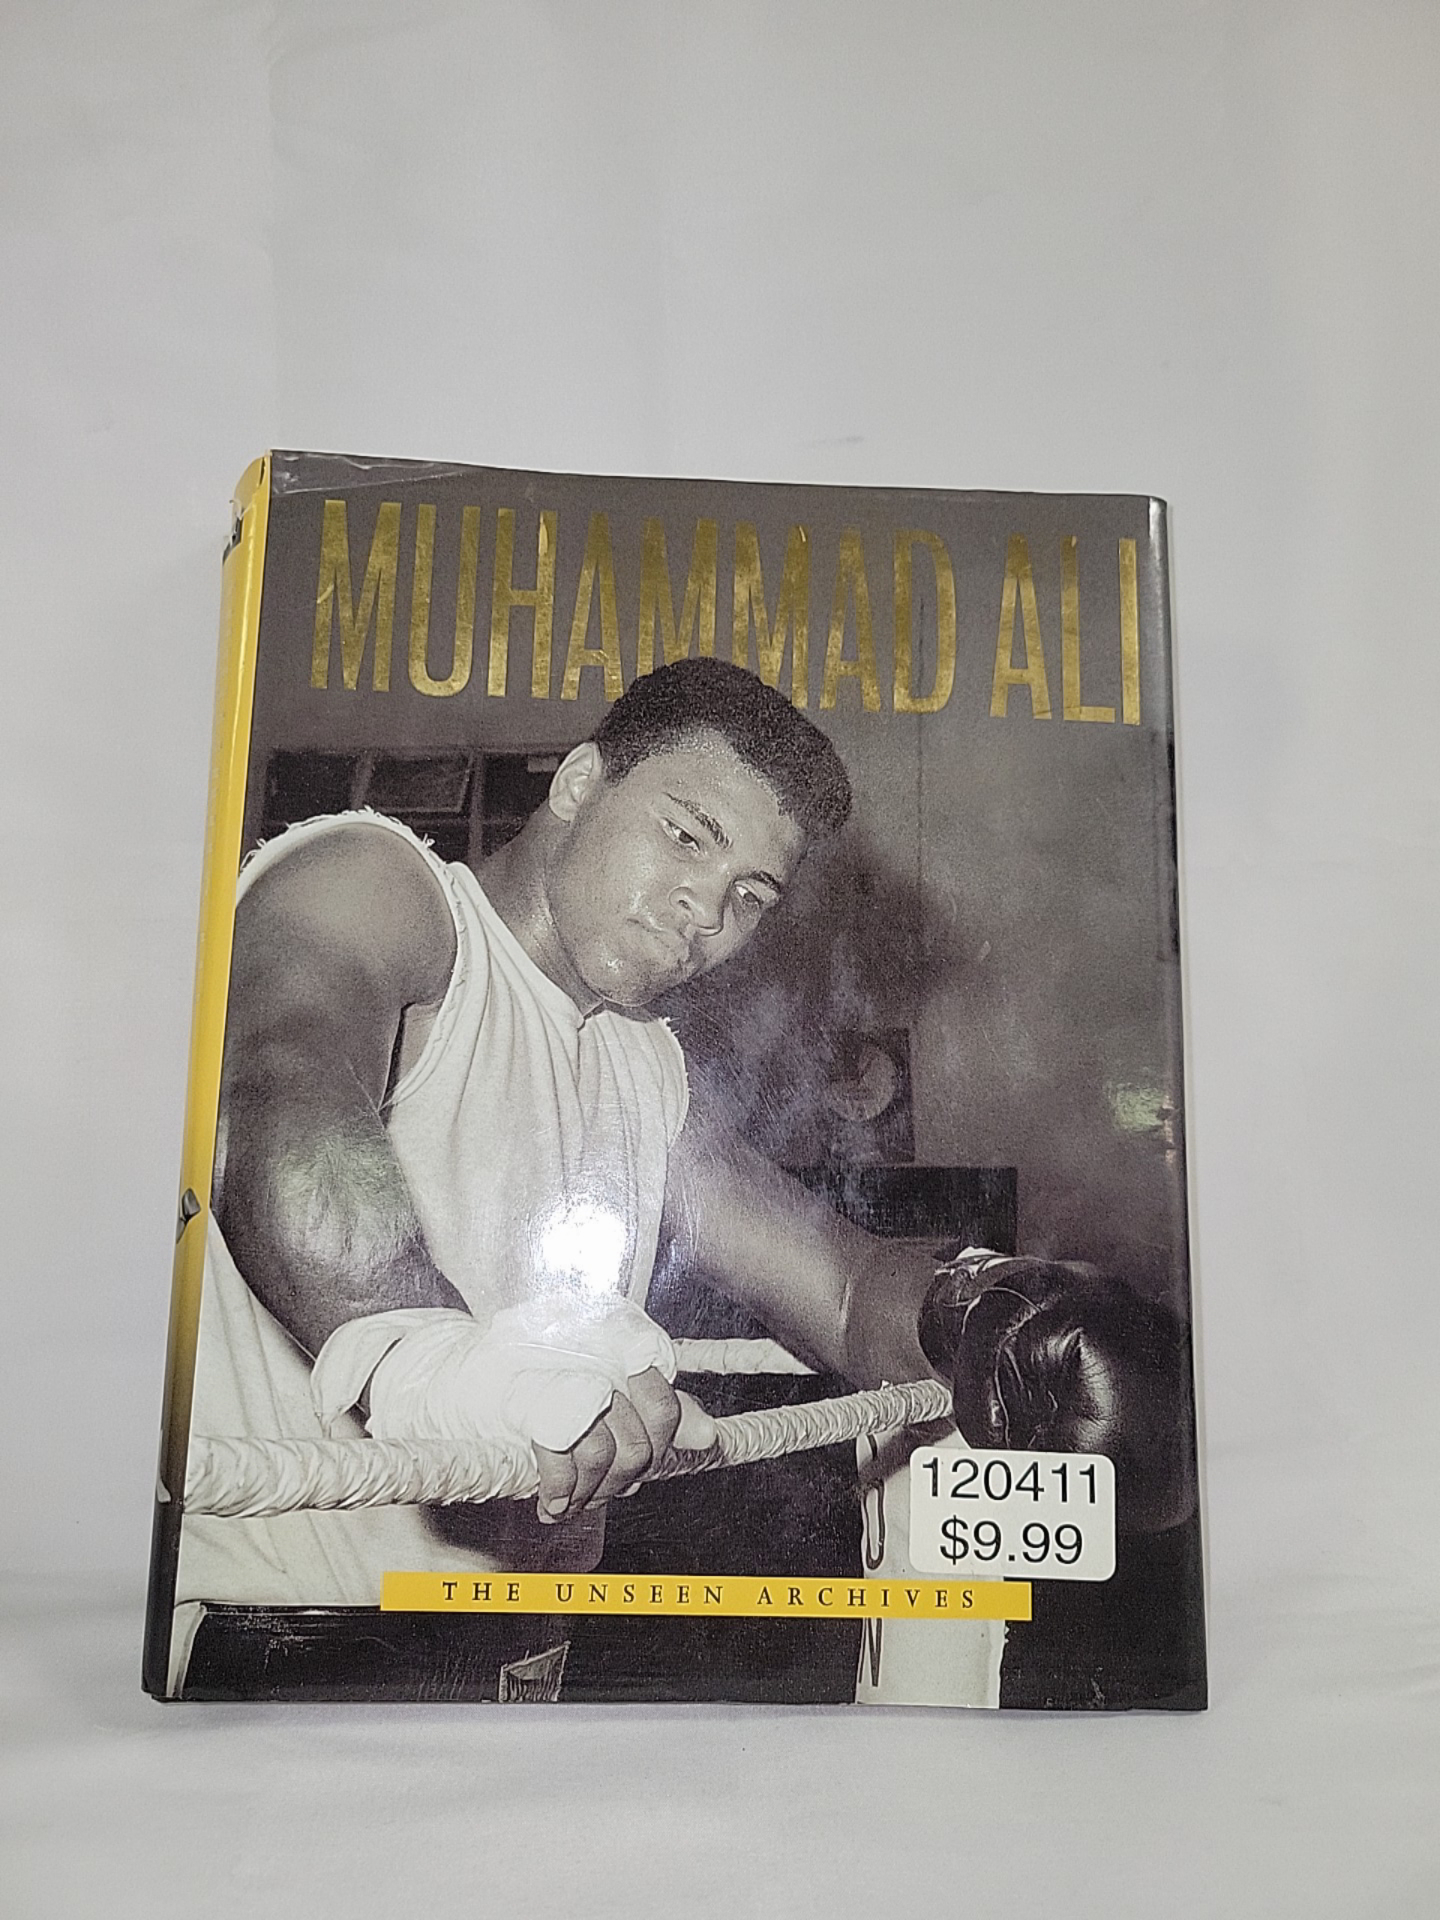 MUHAMMAD ALI
120411
$9.99
THE UNSEEN ARCHIVES